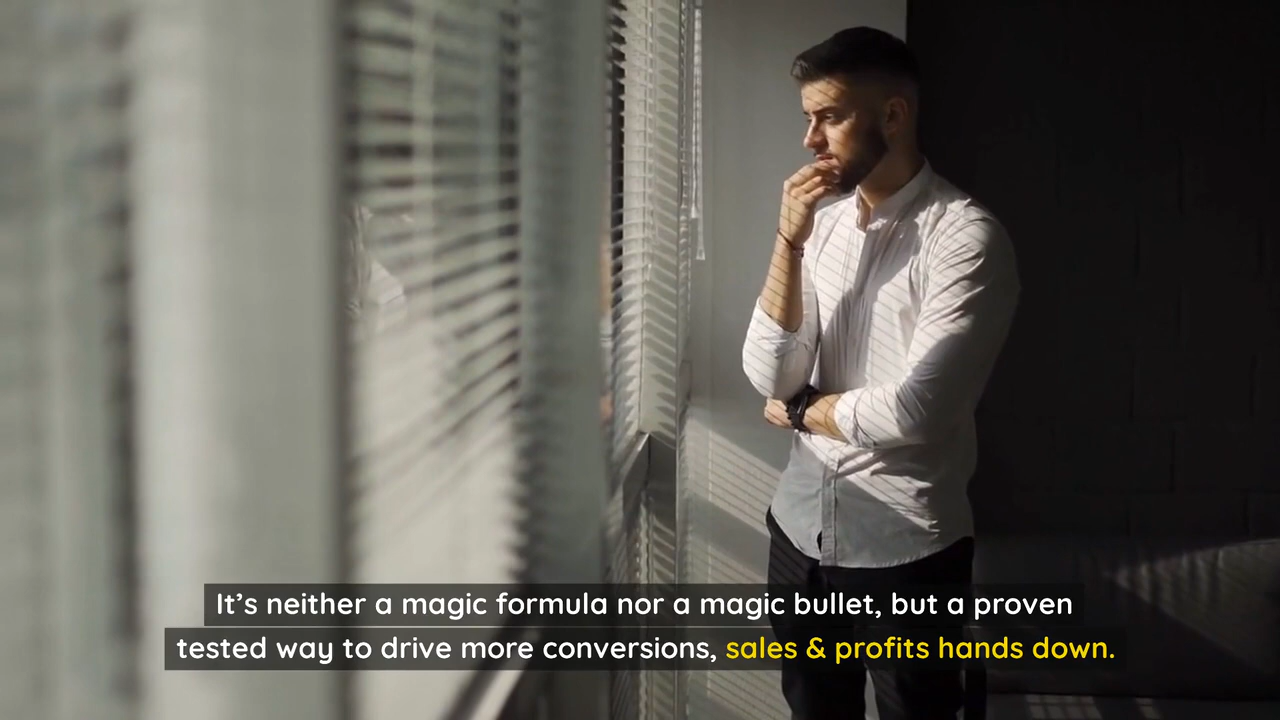 It’s neither a magic formula nor a magic bullet, but a proven
tested way to drive more conversions, sales & profits hands down.